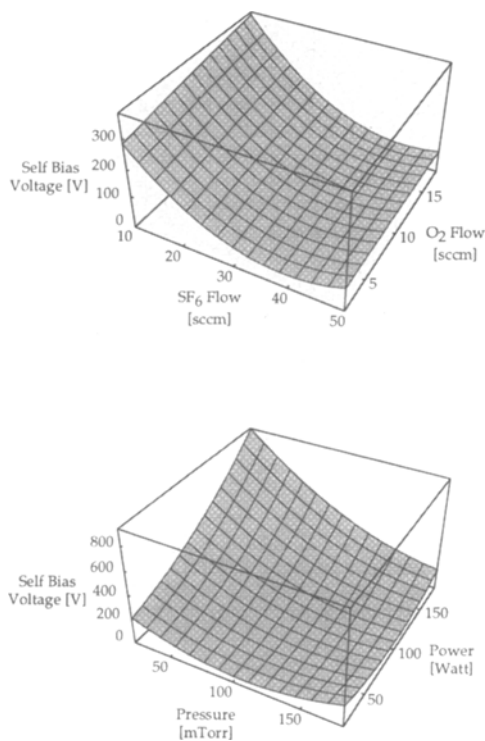 300
Self Bias
Voltage [V]
200
100
0
10
20
30
40
50
SF6 Flow
[sccm]
5
10
15
O2 Flow
[sccm]
800
600
Self Bias
Voltage [V]
400
200
0
50
100
150
Pressure
[mTorr]
50
100
150
Power
[Watt]